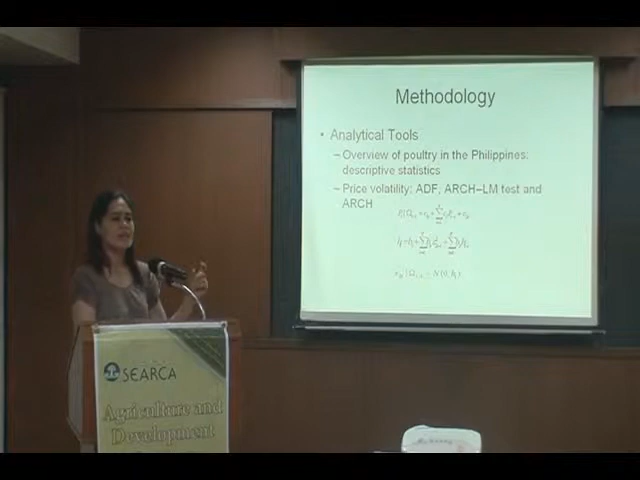 Methodology
• Analytical Tools
– Overview of poultry in the Philippines:
descriptive statistics
– Price volatility: ADF, ARCH–LM test and
ARCH
SEARCA
Agriculture and
Development